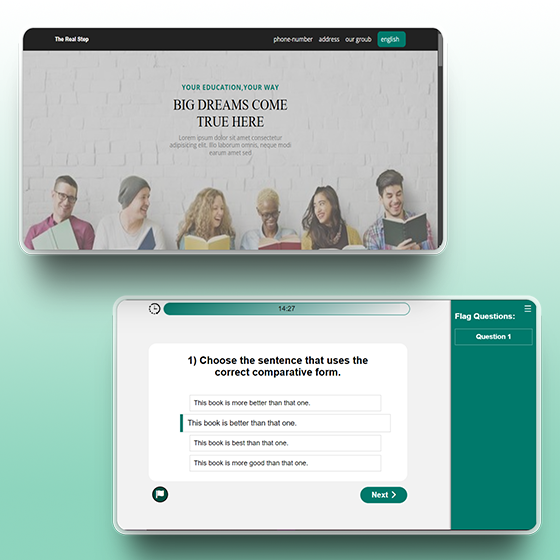 The Real Step
phone-number address our groub english
YOUR EDUCATION,YOUR WAY
BIG DREAMS COME
TRUE HERE
Lorem ipsum dolor sit amet consectetur
adipisicing elit. Illo laborum omnis, neque modi
earum amet sed
14:27
Flag Questions:
Question 1
1) Choose the sentence that uses the
correct comparative form.
This book is more better than that one.
This book is better than that one.
This book is best than that one.
This book is more good than that one.
Next